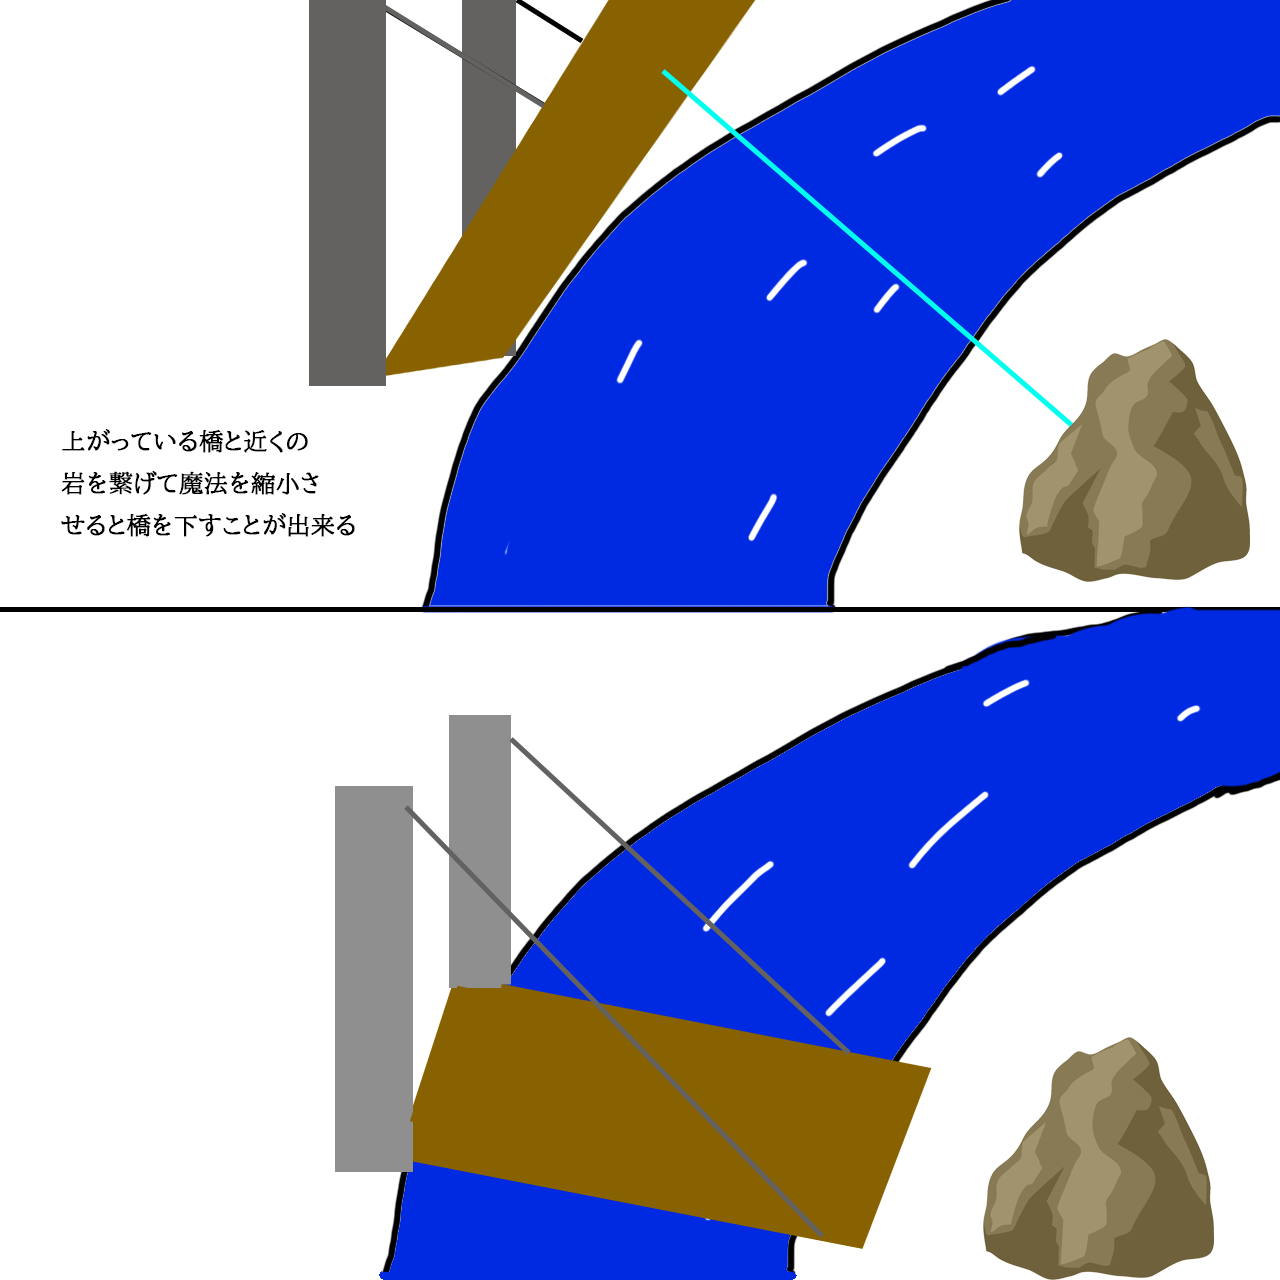 上がっている橋と近くの
岩を繋げて魔法を縮小さ
せると橋を下すことが出来る